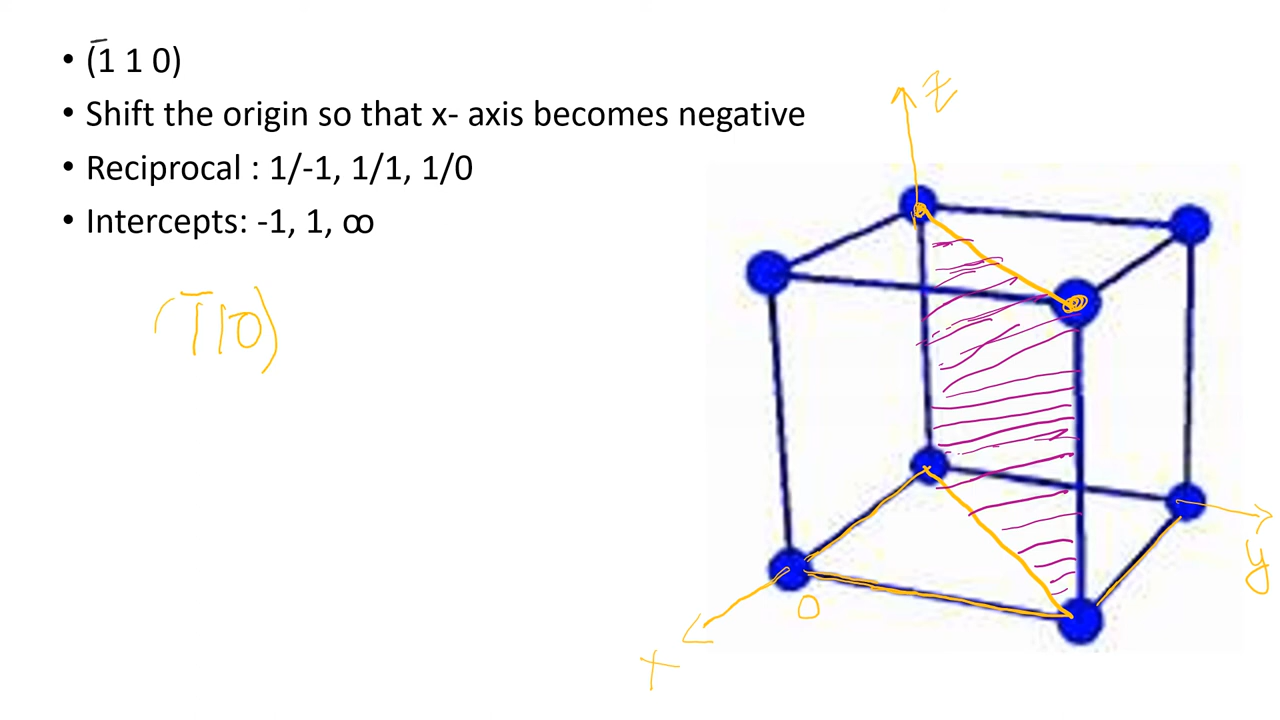 • (1̅ 1 0)
• Shift the origin so that x- axis becomes negative
• Reciprocal : 1/-1, 1/1, 1/0
• Intercepts: -1, 1, ∞
(1̅10)
z
y
O
x